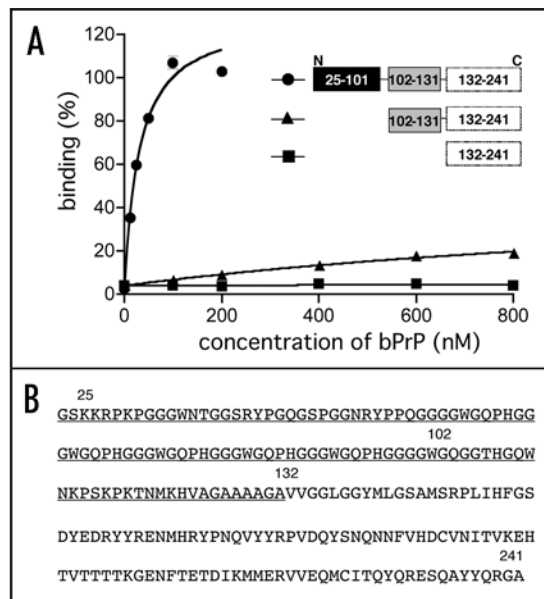 A
120
100
80
60
40
20
0
binding (%)
N C
25-101 102-131 132-241
102-131 132-241
132-241
0 200 400 600 800
concentration of bPrP (nM)
B
25
GSKKRPKPGGGWNTGGSRYPGQGSPGGNRYPPQGGGGWGQPHGG
102
GWGQPHGGGWGQPHGGGWGQPHGGGWGQPHGGGGWGQGGTHGQW
132
NKPSKPKTNMKHVAGAAAAGAVVGGLGGYMLGSAMSRPLIHFGS
DYEDRYYRENMHRYPNQVYYRPVDQYSNQNNFVHDCVNITVKEH
241
TVTTTTKGENFTETDIKMMERVVEQMCITQYQRESQAYYQRGA